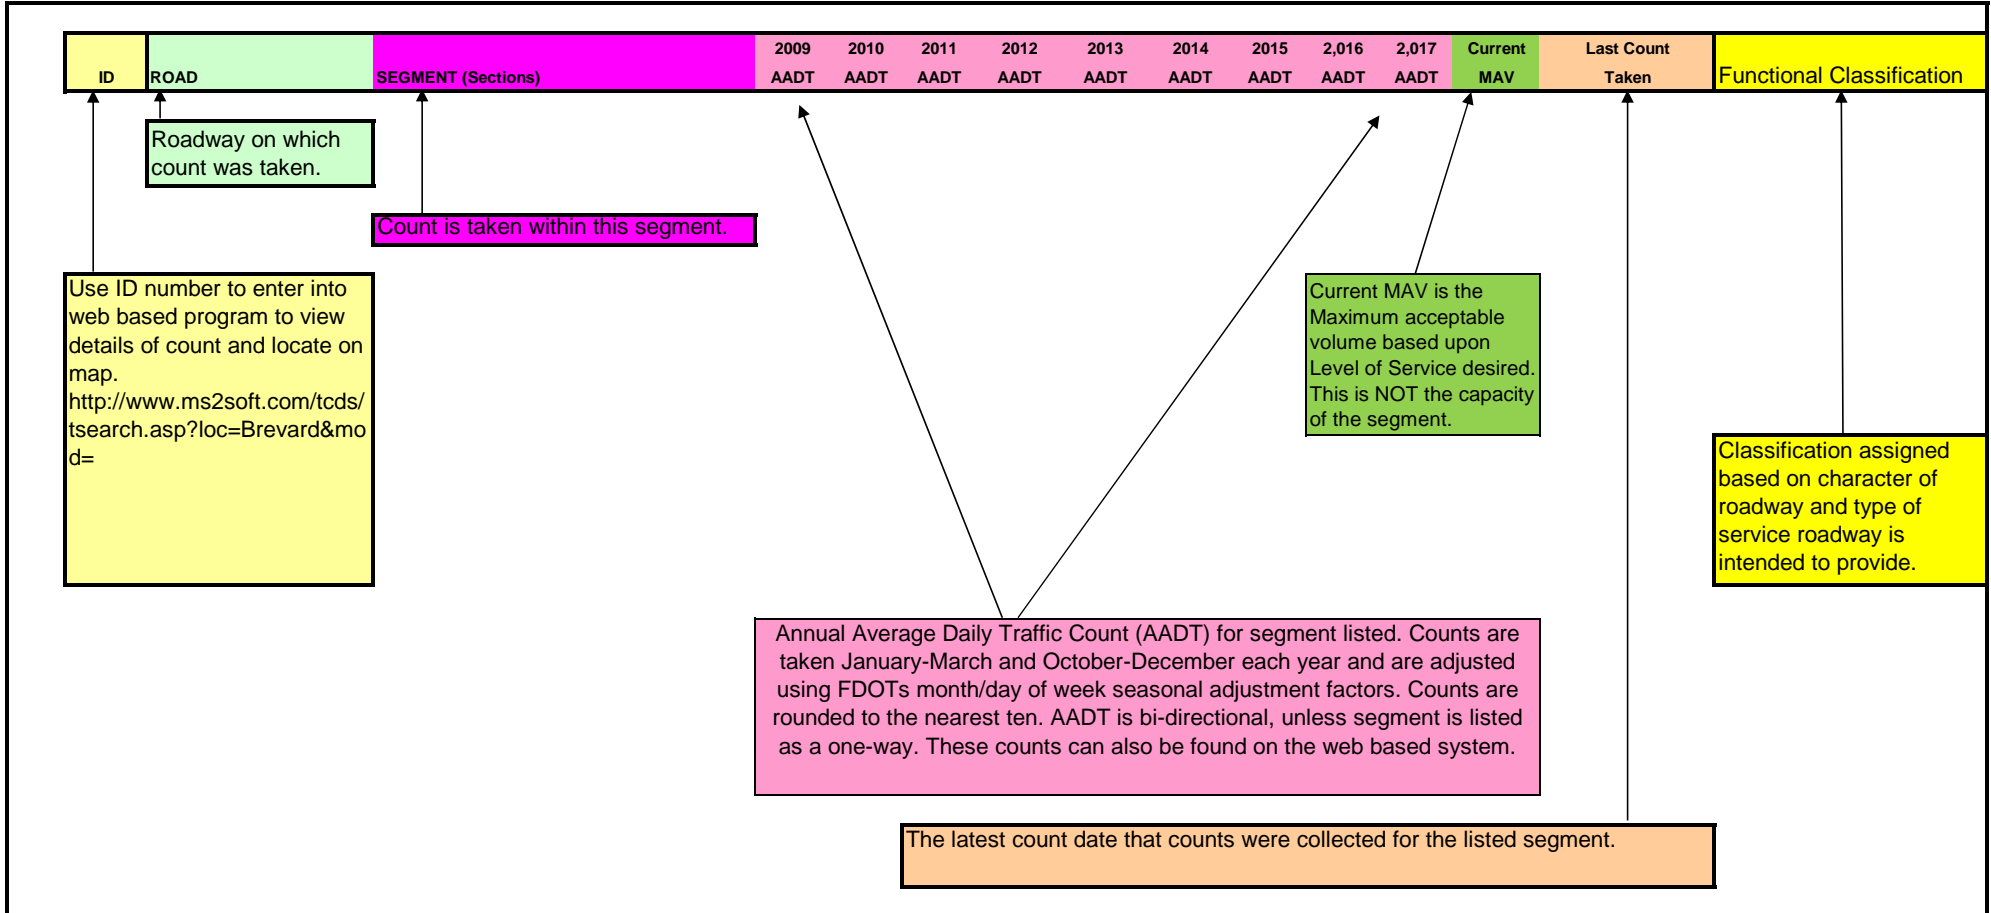 2009 2010 2011 2012 2013 2014 2015 2,016 2,017 Current Last Count
ID ROAD SEGMENT (Sections) AADT AADT AADT AADT AADT AADT AADT AADT AADT MAV Taken Functional Classification
Roadway on which
count was taken.
Count is taken within this segment.
Use ID number to enter into
web based program to view
details of count and locate on
map.
http://www.ms2soft.com/tcds/
tsearch.asp?loc=Brevard&mo
d=
Current MAV is the
Maximum acceptable
volume based upon
Level of Service desired.
This is NOT the capacity
of the segment.
Classification assigned
based on character of
roadway and type of
service roadway is
intended to provide.
Annual Average Daily Traffic Count (AADT) for segment listed. Counts are
taken January-March and October-December each year and are adjusted
using FDOTs month/day of week seasonal adjustment factors. Counts are
rounded to the nearest ten. AADT is bi-directional, unless segment is listed
as a one-way. These counts can also be found on the web based system.
The latest count date that counts were collected for the listed segment.